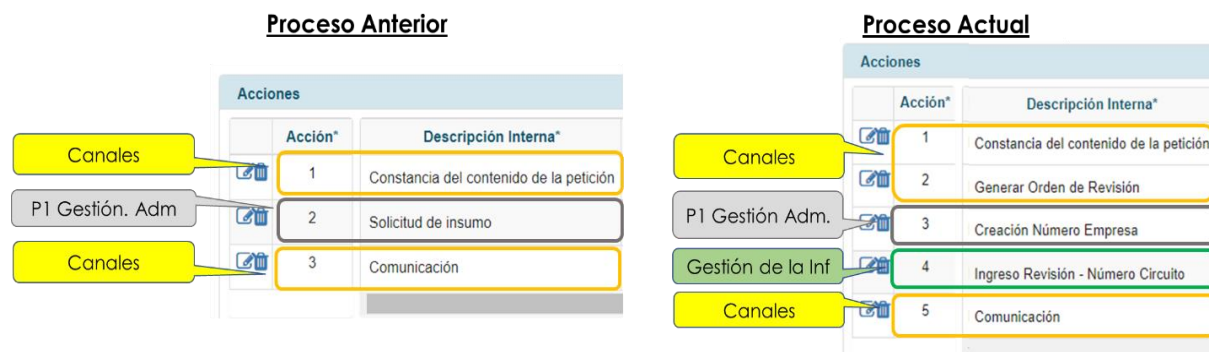 Proceso Anterior
Acciones
Acción* Descripción Interna*
Canales
1 Constancia del contenido de la petición
P1 Gestión. Adm
2 Solicitud de insumo
Canales
3 Comunicación
Proceso Actual
Acciones
Acción* Descripción Interna*
Canales
1 Constancia del contenido de la petición
2 Generar Orden de Revisión
P1 Gestión Adm.
3 Creación Número Empresa
Gestión de la Inf
4 Ingreso Revisión - Número Circuito
Canales
5 Comunicación